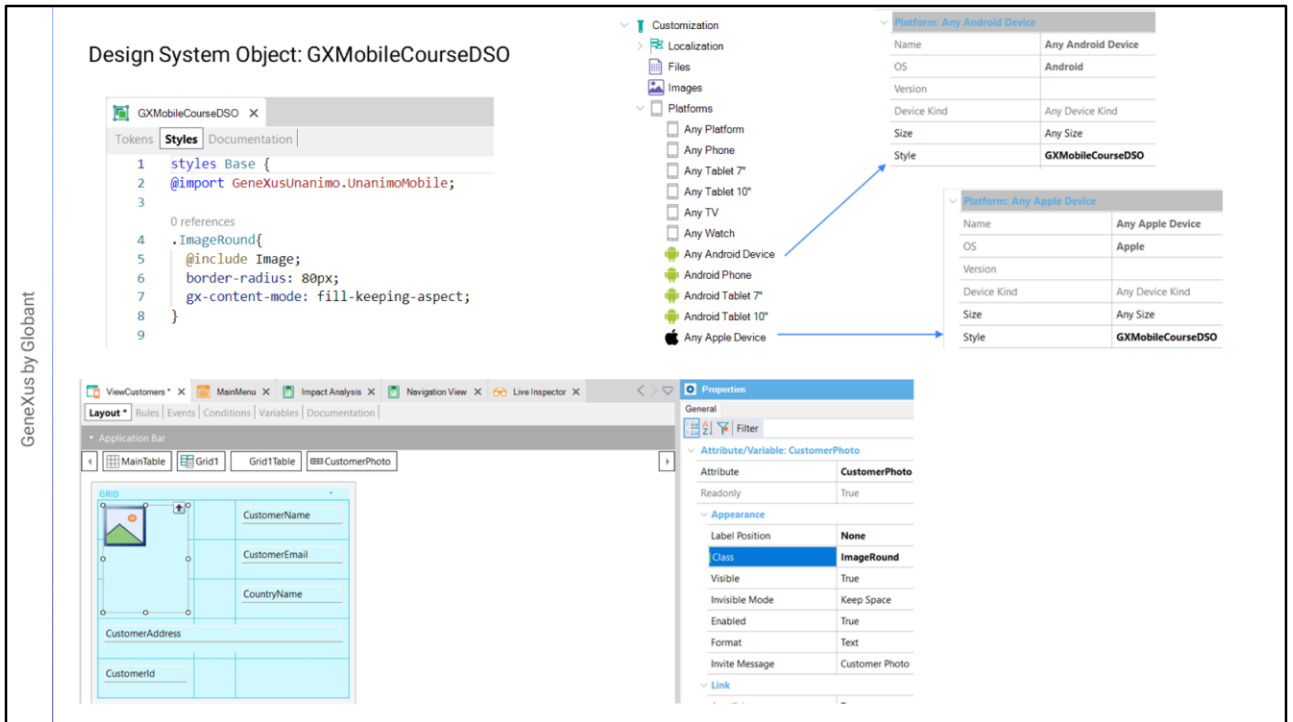 Design System Object: GXMobileCourseDSO
GXMobileCourseDSO
Tokens Styles Documentation
1 styles Base {
2 @import GeneXusUnanimo.UnanimoMobile;
3
0 references
4 .ImageRound{
5 @include Image;
6 border-radius: 80px;
7 gx-content-mode: fill-keeping-aspect;
8 }
9
Customization
Localization
Files
Images
Platforms
Any Platform
Any Phone
Any Tablet 7"
Any Tablet 10"
Any TV
Any Watch
Any Android Device
Android Phone
Android Tablet 7"
Android Tablet 10"
Any Apple Device
Platform: Any Android Device
Name Any Android Device
OS Android
Version
Device Kind Any Device Kind
Size Any Size
Style GXMobileCourseDSO
Platform: Any Apple Device
Name Any Apple Device
OS Apple
Version
Device Kind Any Device Kind
Size Any Size
Style GXMobileCourseDSO
GeneXus by Globant
ViewCustomers * MainMenu Impact Analysis Navigation View Live Inspector
Layout * Rules Events Conditions Variables Documentation
Application Bar
MainTable Grid1 Grid1Table CustomerPhoto
GRID
CustomerName
CustomerEmail
CountryName
CustomerAddress
CustomerId
Properties
General
Filter
Attribute/Variable: CustomerPhoto
Attribute CustomerPhoto
Readonly True
Appearance
Label Position None
Class ImageRound
Visible True
Invisible Mode Keep Space
Enabled True
Format Text
Invite Message Customer Photo
Link